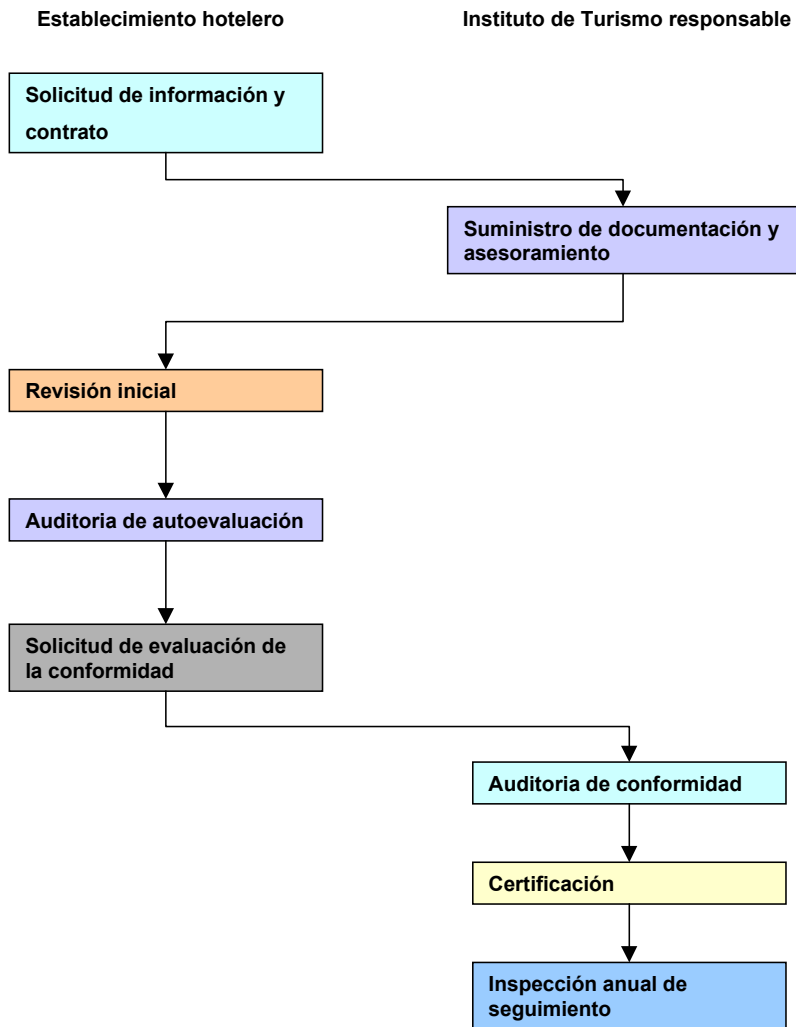 Establecimiento hotelero
Instituto de Turismo responsable
Solicitud de información y
contrato
Suministro de documentación y
asesoramiento
Revisión inicial
Auditoria de autoevaluación
Solicitud de evaluación de
la conformidad
Auditoria de conformidad
Certificación
Inspección anual de
seguimiento